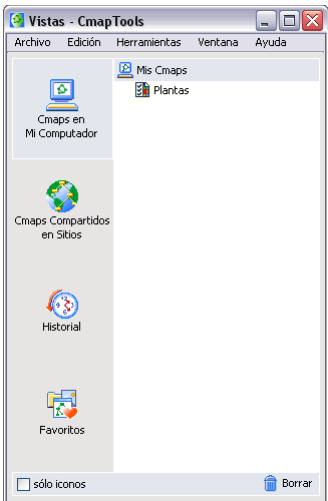 Vistas - CmapTools
Archivo Edición Herramientas Ventana Ayuda
Cmaps en
Mi Computador
Cmaps Compartidos
en Sitios
Historial
Favoritos
Mis Cmaps
Plantas
sólo iconos
Borrar